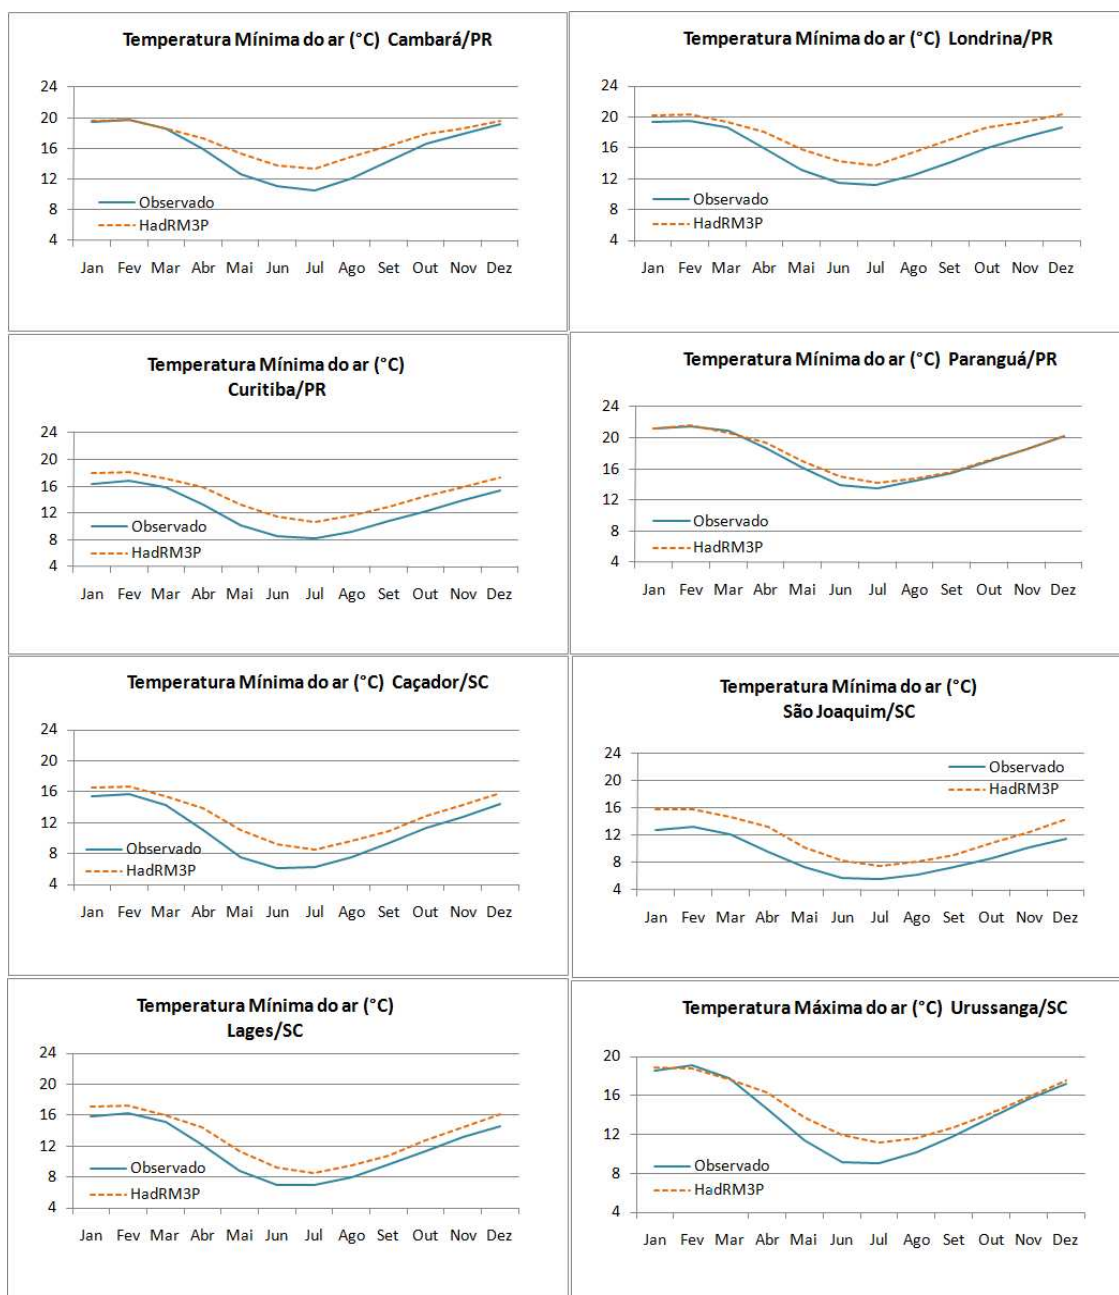 Temperatura Mínima do ar (°C) Cambará/PR
24
20
16
12
8
4
Observado
HadRM3P
Jan Fev Mar Abr Mai Jun Jul Ago Set Out Nov Dez
Temperatura Mínima do ar (°C) Londrina/PR
24
20
16
12
8
4
Observado
HadRM3P
Jan Fev Mar Abr Mai Jun Jul Ago Set Out Nov Dez
Temperatura Mínima do ar (°C)
Curitiba/PR
24
20
16
12
8
4
Observado
HadRM3P
Jan Fev Mar Abr Mai Jun Jul Ago Set Out Nov Dez
Temperatura Mínima do ar (°C) Paranguá/PR
24
20
16
12
8
4
Observado
HadRM3P
Jan Fev Mar Abr Mai Jun Jul Ago Set Out Nov Dez
Temperatura Mínima do ar (°C) Caçador/SC
24
20
16
12
8
4
Observado
HadRM3P
Jan Fev Mar Abr Mai Jun Jul Ago Set Out Nov Dez
Temperatura Mínima do ar (°C)
São Joaquim/SC
24
20
16
12
8
4
Observado
HadRM3P
Jan Fev Mar Abr Mai Jun Jul Ago Set Out Nov Dez
Temperatura Mínima do ar (°C)
Lages/SC
24
20
16
12
8
4
Observado
HadRM3P
Jan Fev Mar Abr Mai Jun Jul Ago Set Out Nov Dez
Temperatura Máxima do ar (°C) Urussanga/SC
20
16
12
8
4
Observado
HadRM3P
Jan Fev Mar Abr Mai Jun Jul Ago Set Out Nov Dez